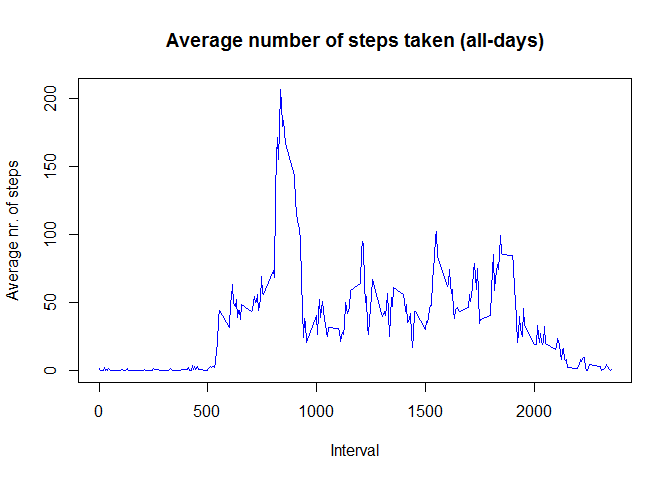 Average number of steps taken (all-days)
Average nr. of steps
200
150
100
50
0
0 500 1000 1500 2000
Interval